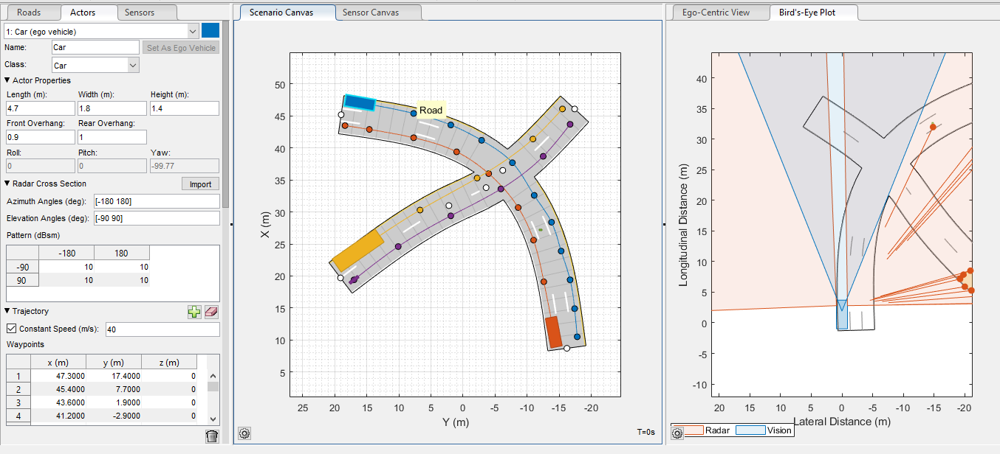 Roads Actors Sensors
1: Car (ego vehicle)
Name: Car Set As Ego Vehicle
Class: Car
Actor Properties
Length (m): Width (m): Height (m):
4.7 1.8 1.4
Front Overhang: Rear Overhang:
0.9 1
Roll: Pitch: Yaw:
0 0 -99.77
Radar Cross Section Import
Azimuth Angles (deg): [-180 180]
Elevation Angles (deg): [-90 90]
Pattern (dBsm)
-180 180
-90 10 10
90 10 10
Trajectory
Constant Speed (m/s): 40
Waypoints
x (m) y (m) z (m)
1 47.3000 17.4000 0
2 45.4000 7.7000 0
3 43.6000 1.9000 0
4 41.2000 -2.9000 0
Scenario Canvas Sensor Canvas
Road
50
45
40
35
30
25
20
15
10
5
X (m)
25 20 15 10 5 0 -5 -10 -15 -20
Y (m)
T=0s
Ego-Centric View Bird's-Eye Plot
40
35
30
25
20
15
10
5
0
-5
-10
Longitudinal Distance (m)
20 15 10 5 0 -5 -10 -15 -20
Lateral Distance (m)
Radar Vision